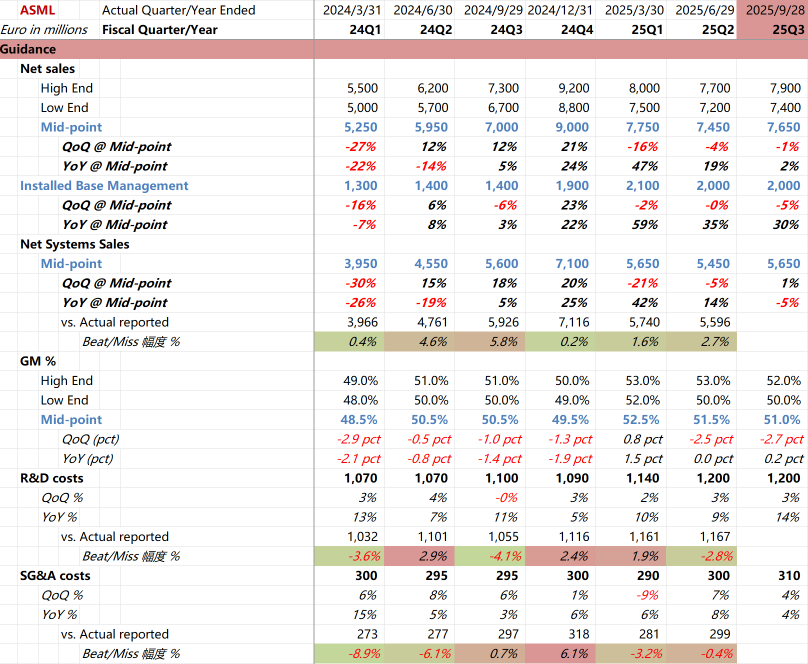 ASML Actual Quarter/Year Ended 2024/3/31 2024/6/30 2024/9/29 2024/12/31 2025/3/30 2025/6/29 2025/9/28
Euro in millions Fiscal Quarter/Year 24Q1 24Q2 24Q3 24Q4 25Q1 25Q2 25Q3
Guidance
Net sales
High End 5,500 6,200 7,300 9,200 8,000 7,700 7,900
Low End 5,000 5,700 6,700 8,800 7,500 7,200 7,400
Mid-point 5,250 5,950 7,000 9,000 7,750 7,450 7,650
QoQ @ Mid-point -27% 12% 12% 21% -16% -4% -1%
YoY @ Mid-point -22% -14% 5% 24% 47% 19% 2%
Installed Base Management 1,300 1,400 1,400 1,900 2,100 2,000 2,000
QoQ @ Mid-point -16% 6% -6% 23% -2% -0% -5%
YoY @ Mid-point -7% 8% 3% 22% 59% 35% 30%
Net Systems Sales
Mid-point 3,950 4,550 5,600 7,100 5,650 5,450 5,650
QoQ @ Mid-point -30% 15% 18% 20% -21% -5% 1%
YoY @ Mid-point -26% -19% 5% 25% 42% 14% -5%
vs. Actual reported 3,966 4,761 5,926 7,116 5,740 5,596
Beat/Miss 幅度 % 0.4% 4.6% 5.8% 0.2% 1.6% 2.7%
GM %
High End 49.0% 51.0% 51.0% 50.0% 53.0% 53.0% 52.0%
Low End 48.0% 50.0% 50.0% 49.0% 52.0% 50.0% 50.0%
Mid-point 48.5% 50.5% 50.5% 49.5% 52.5% 51.5% 51.0%
QoQ (pct) -2.9 pct -0.5 pct -1.0 pct -1.3 pct 0.8 pct -2.5 pct -2.7 pct
YoY (pct) -2.1 pct -0.8 pct -1.4 pct -1.9 pct 1.5 pct 0.0 pct 0.2 pct
R&D costs 1,070 1,070 1,100 1,090 1,140 1,200 1,200
QoQ % 3% 4% -0% 3% 2% 3% 3%
YoY % 13% 7% 11% 5% 10% 9% 14%
vs. Actual reported 1,032 1,101 1,055 1,116 1,161 1,167
Beat/Miss 幅度 % -3.6% 2.9% -4.1% 2.4% 1.9% -2.8%
SG&A costs 300 295 295 300 290 300 310
QoQ % 6% 8% 6% 1% -9% 7% 4%
YoY % 15% 5% 3% 6% 6% 8% 4%
vs. Actual reported 273 277 297 318 281 299
Beat/Miss 幅度 % -8.9% -6.1% 0.7% 6.1% -3.2% -0.4%